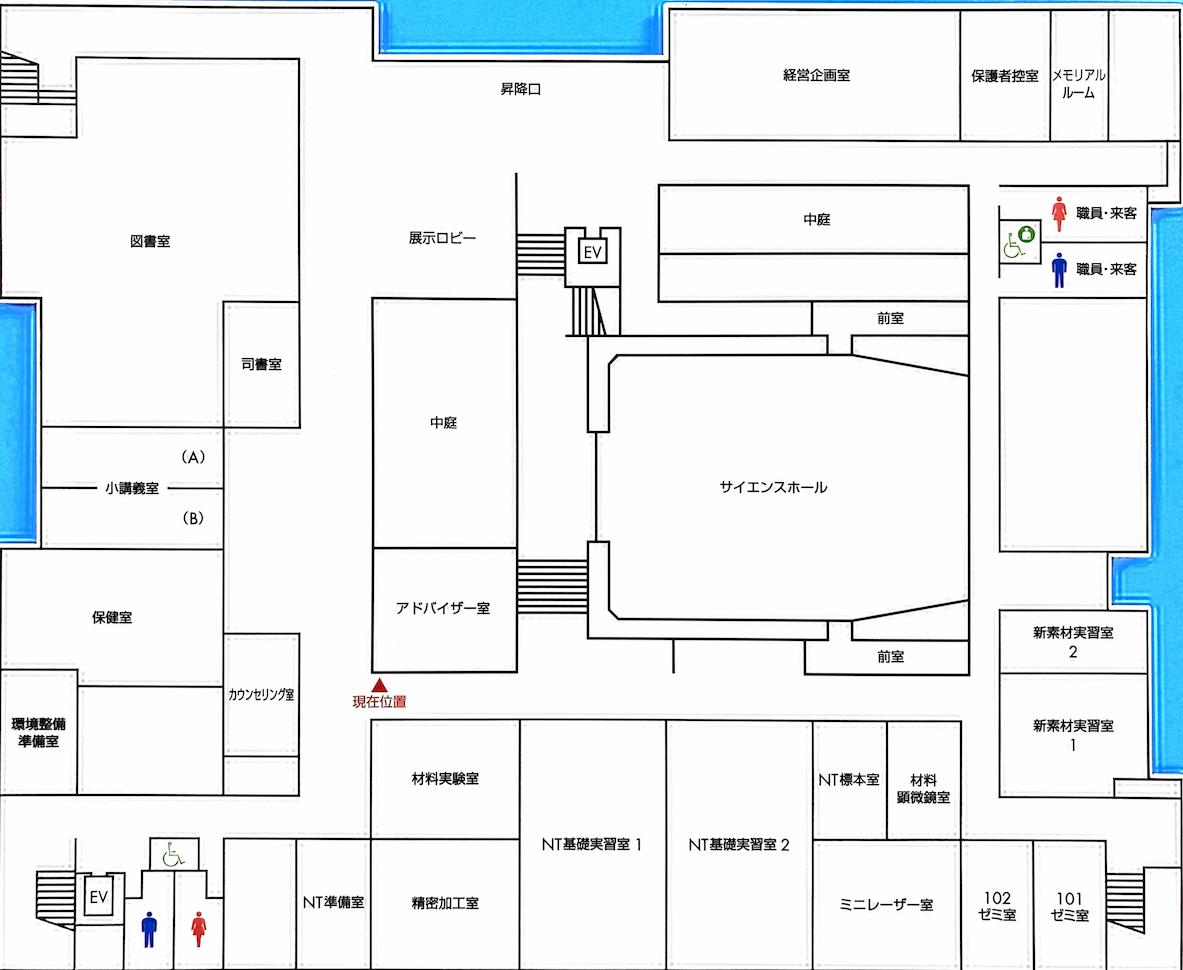 経営企画室
保護者控室
メモリアル
ルーム
昇降口
中庭
職員・来客
図書室
展示ロビー
EV
職員・来客
前室
司書室
中庭
(A)
小講義室
サイエンスホール
(B)
保健室
アドバイザー室
新素材実習室
2
前室
カウンセリング室
現在位置
環境整備
準備室
新素材実習室
1
材料実験室
NT標本室
材料
顕微鏡室
NT基礎実習室 1
NT基礎実習室 2
EV
NT準備室
精密加工室
ミニレーザー室
102
ゼミ室
101
ゼミ室